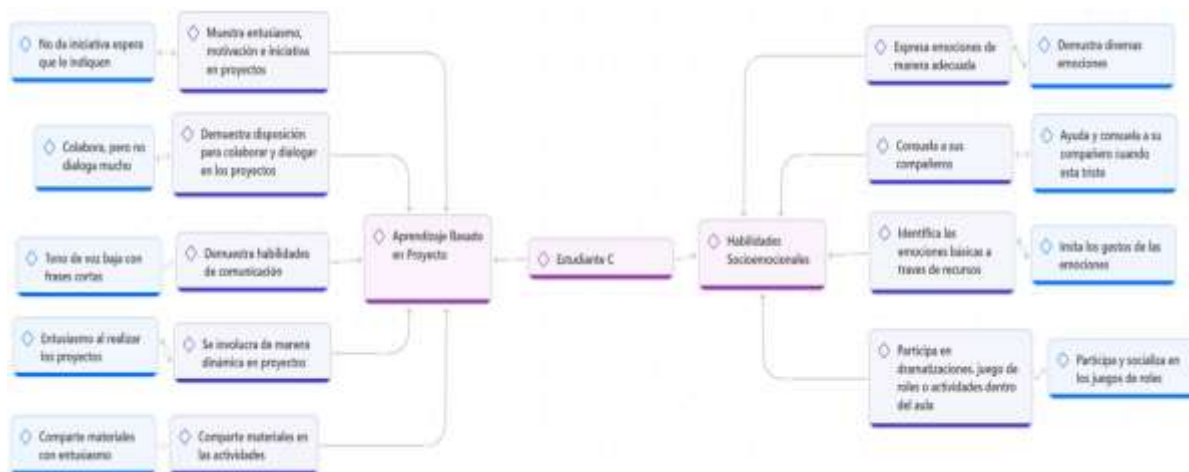 No da iniciativa espera
que le indiquen
Muestra entusiasmo,
motivación e iniciativa
en proyectos
Colabora, pero no
dialoga mucho
Demuestra disposición
para colaborar y dialogar
en los proyectos
Tono de voz baja con
frases cortas
Demuestra habilidades
de comunicación
Entusiasmo al realizar
los proyectos
Se involucra de manera
dinámica en proyectos
Comparte materiales
con entusiasmo
Comparte materiales en
las actividades
Aprendizaje Basado
en Proyecto
Estudiante C
Habilidades
Socioemocionales
Expresa emociones de
manera adecuada
Demustra diversas
emociones
Consuela a sus
compañeros
Ayuda y consuela a su
compañero cuando
esta triste
Identifica las
emociones básicas a
traves de recursos
Imita los gestos de las
emociones
Participa en
dramatizaciones, juego de
roles o actividades dentro
del aula
Participa y socializa en
los juegos de roles